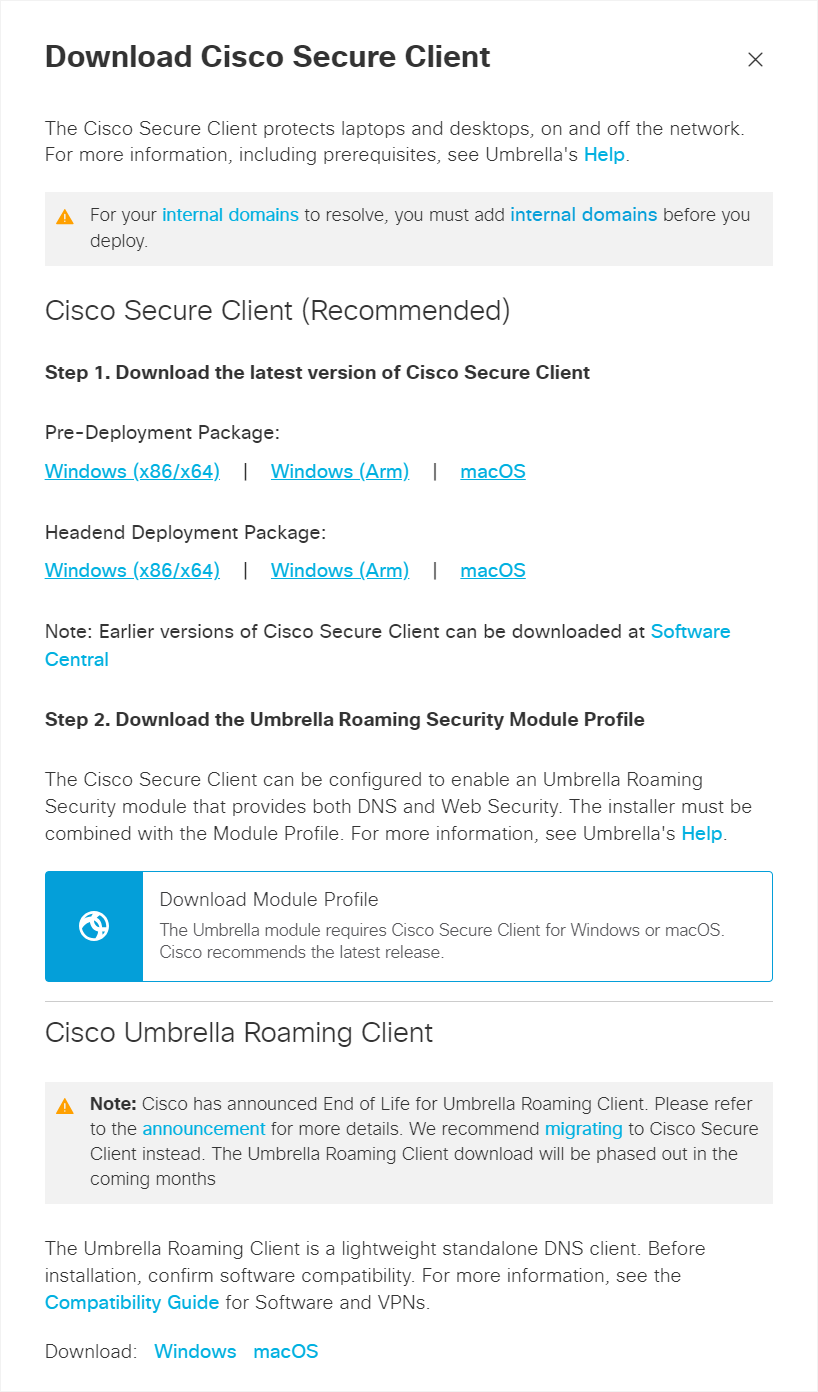 Download Cisco Secure Client
The Cisco Secure Client protects laptops and desktops, on and off the network.
For more information, including prerequisites, see Umbrella's Help.
For your internal domains to resolve, you must add internal domains before you
deploy.
Cisco Secure Client (Recommended)
Step 1. Download the latest version of Cisco Secure Client
Pre-Deployment Package:
Windows (x86/x64) | Windows (Arm) | macOS
Headend Deployment Package:
Windows (x86/x64) | Windows (Arm) | macOS
Note: Earlier versions of Cisco Secure Client can be downloaded at Software
Central
Step 2. Download the Umbrella Roaming Security Module Profile
The Cisco Secure Client can be configured to enable an Umbrella Roaming
Security module that provides both DNS and Web Security. The installer must be
combined with the Module Profile. For more information, see Umbrella's Help.
Download Module Profile
The Umbrella module requires Cisco Secure Client for Windows or macOS.
Cisco recommends the latest release.
Cisco Umbrella Roaming Client
Note: Cisco has announced End of Life for Umbrella Roaming Client. Please refer
to the announcement for more details. We recommend migrating to Cisco Secure
Client instead. The Umbrella Roaming Client download will be phased out in the
coming months
The Umbrella Roaming Client is a lightweight standalone DNS client. Before
installation, confirm software compatibility. For more information, see the
Compatibility Guide for Software and VPNs.
Download: Windows macOS